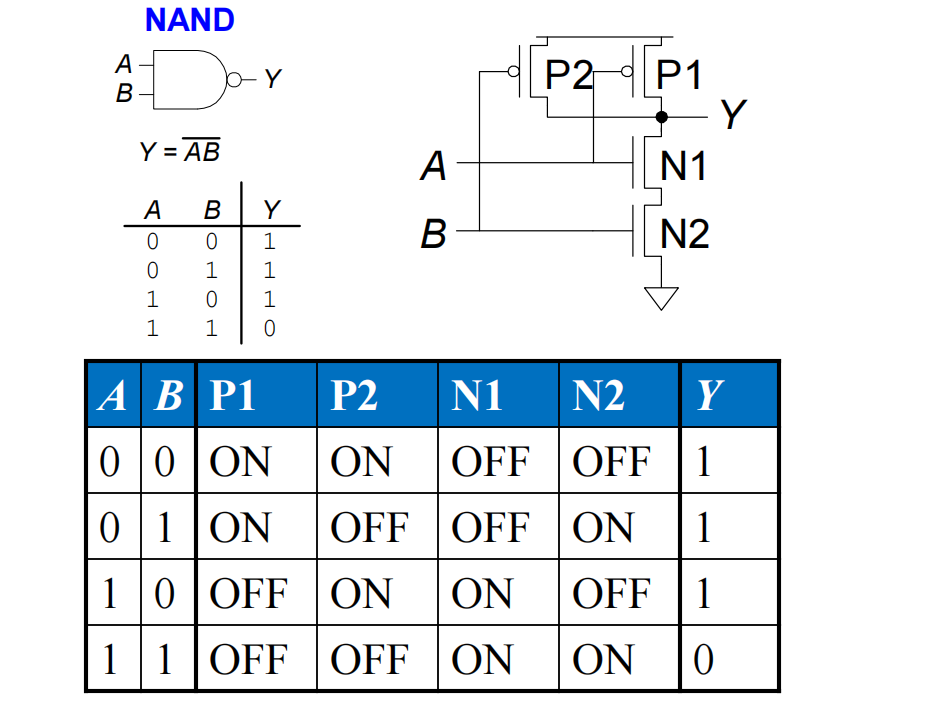 NAND
A
B
Y
Y = A̅B̅
A B Y
0 0 1
0 1 1
1 0 1
1 1 0
P2 P1
Y
A N1
B N2
A B P1 P2 N1 N2 Y
0 0 ON ON OFF OFF 1
0 1 ON OFF OFF ON 1
1 0 OFF ON ON OFF 1
1 1 OFF OFF ON ON 0